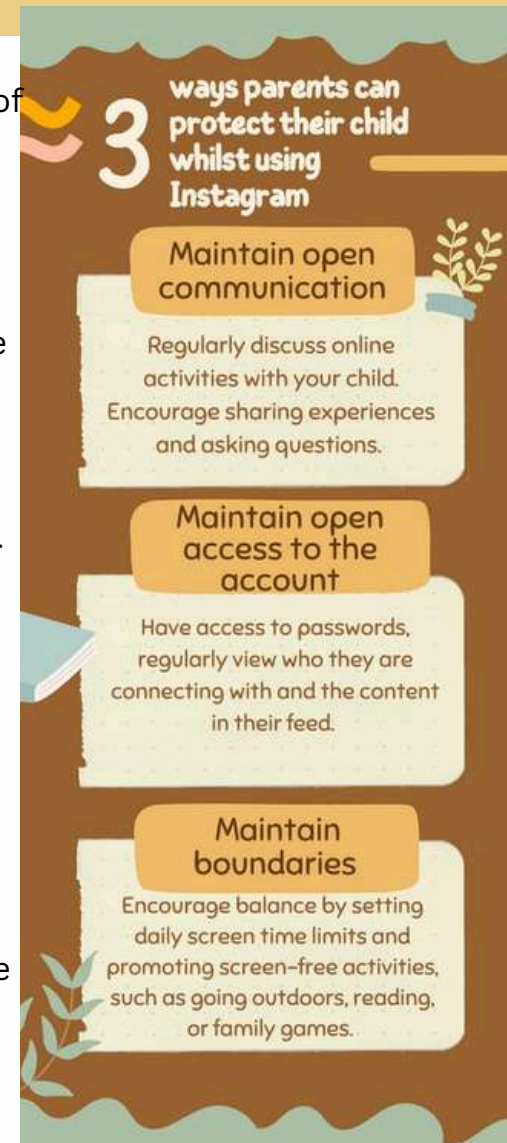 of
3
ways parents can
protect their child
whilst using
Instagram
Maintain open
communication
e
Regularly discuss online
activities with your child.
Encourage sharing experiences
and asking questions.
Maintain open
access to the
account
.
Have access to passwords,
regularly view who they are
connecting with and the content
in their feed.
Maintain
boundaries
Encourage balance by setting
daily screen time limits and
e
promoting screen-free activities,
such as going outdoors, reading,
or family games.